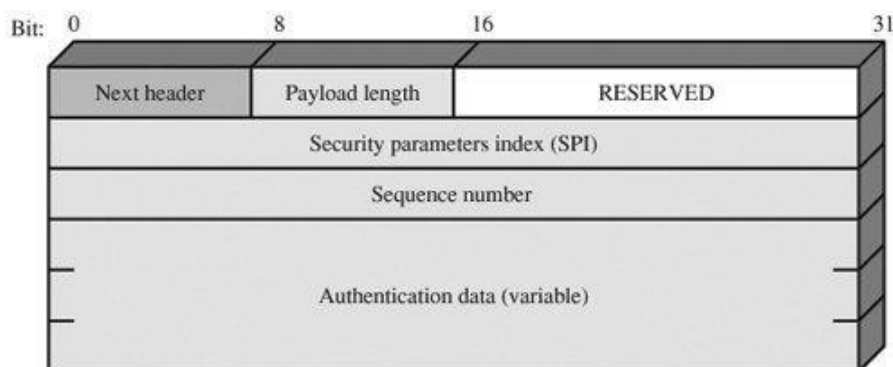 Bit: 0 8 16 31
Next header Payload length RESERVED
Security parameters index (SPI)
Sequence number
Authentication data (variable)